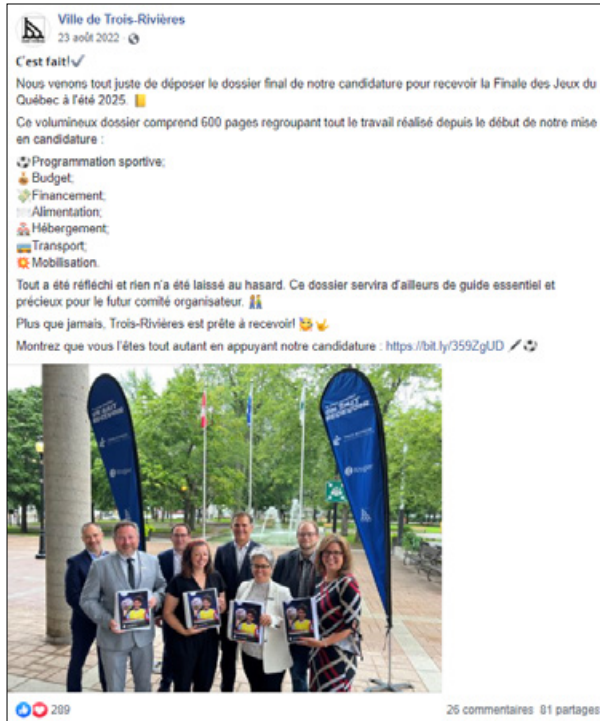 Ville de Trois-Rivières
23 août 2022
C'est fait!
Nous venons tout juste de déposer le dossier final de notre candidature pour recevoir la Finale des Jeux du
Québec à l'été 2025.
Ce volumineux dossier comprend 600 pages regroupant tout le travail réalisé depuis le début de notre mise
en candidature :
Programmation sportive;
Budget;
Financement;
Alimentation;
Hébergement;
Transport;
Mobilisation.
Tout a été réfléchi et rien n'a été laissé au hasard. Ce dossier servira d'ailleurs de guide essentiel et
précieux pour le futur comité organisateur.
Plus que jamais, Trois-Rivières est prête à recevoir!
Montrez que vous l'êtes tout autant en appuyant notre candidature : https://bit.ly/359ZgUD
ON SAIT
RECEVOIR
289
26 commentaires 81 partages